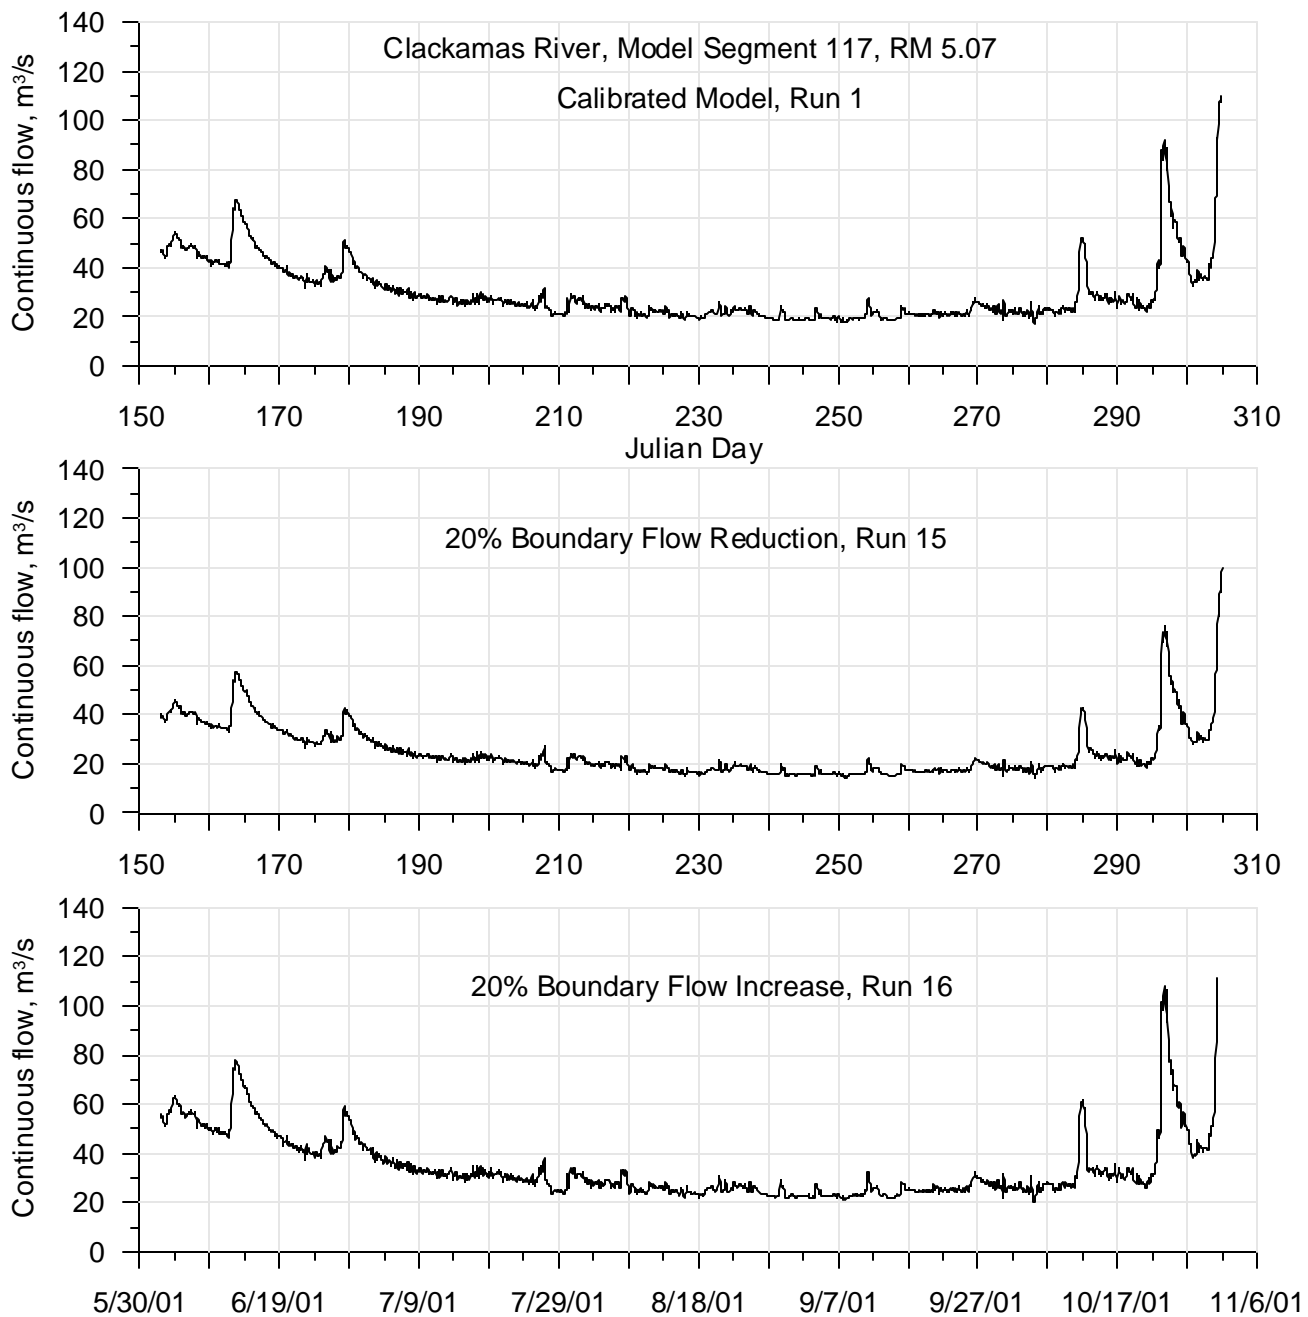 Continuous flow, m³/s
140
120
100
80
60
40
20
0
Clackamas River, Model Segment 117, RM 5.07
Calibrated Model, Run 1
150 170 190 210 230 250 270 290 310
Julian Day
Continuous flow, m³/s
140
120
100
80
60
40
20
0
20% Boundary Flow Reduction, Run 15
150 170 190 210 230 250 270 290 310
Continuous flow, m³/s
140
120
100
80
60
40
20
0
20% Boundary Flow Increase, Run 16
5/30/01 6/19/01 7/9/01 7/29/01 8/18/01 9/7/01 9/27/01 10/17/01 11/6/01